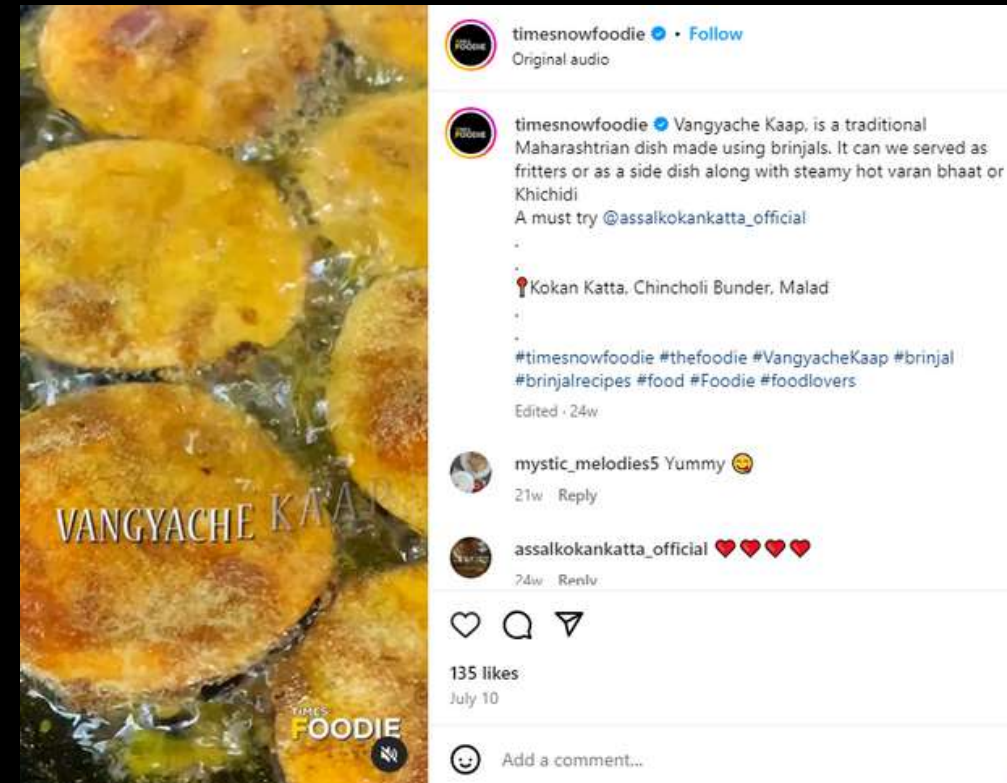 timesnowfoodie • Follow
Original audio
timesnowfoodie Vangyache Kaap, is a traditional
Maharashtrian dish made using brinjals. It can we served as
fritters or as a side dish along with steamy hot varan bhaat or
Khichidi
A must try @assalkokankatta_official
.
.
📍Kokan Katta, Chincholi Bunder, Malad
.
.
#timesnowfoodie #thefoodie #VangyacheKaap #brinjal
#brinjalrecipes #food #Foodie #foodlovers
Edited · 24w
mystic_melodies5 Yummy 😋
21w Reply
assalkokankatta_official ❤️❤️❤️❤️
24w Reply
135 likes
July 10
Add a comment...
VANGYACHE KAAP
TIMES
FOODIE